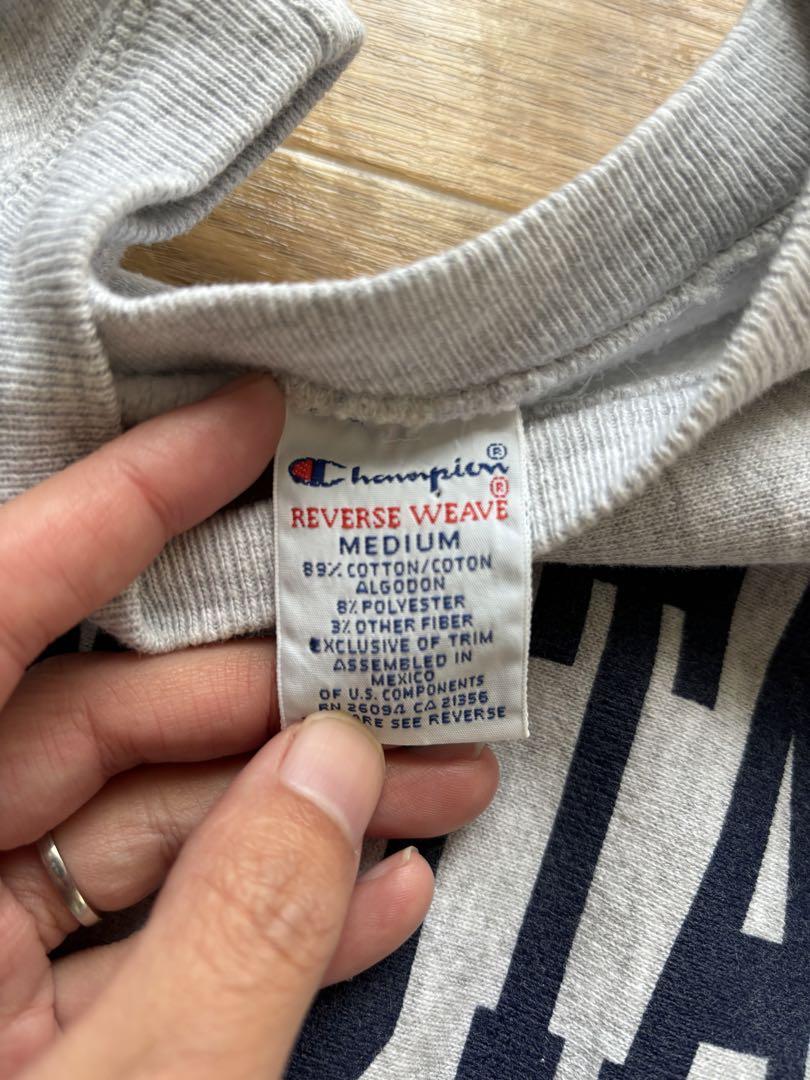 Champion®
REVERSE WEAVE®
MEDIUM
89% COTTON/COTON
ALGODON
8% POLYESTER
3% OTHER FIBER
EXCLUSIVE OF TRIM
ASSEMBLED IN
MEXICO
OF U.S. COMPONENTS
RN 26094 CA 21356
SEE REVERSE
TA